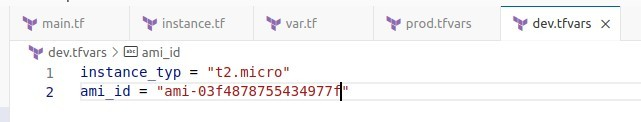 main.tf instance.tf var.tf prod.tfvars dev.tfvars ×
dev.tfvars > abc ami_id
1 instance_typ = "t2.micro"
2 ami_id = "ami-03f4878755434977f"